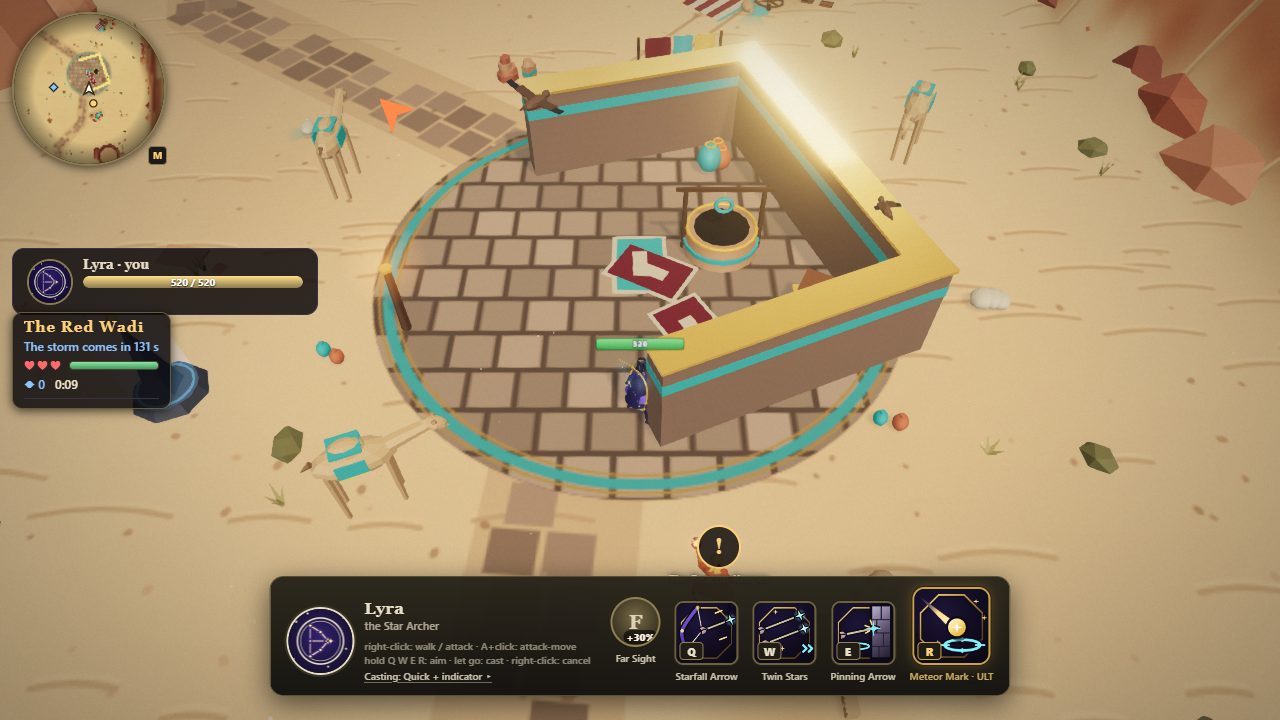 M
Lyra · you
520 / 520
The Red Wadi
The storm comes in 131 s
0 0:09
520
!
Lyra
the Star Archer
right-click: walk / attack · A+click: attack-move
hold Q W E R: aim · let go: cast · right-click: cancel
Casting: Quick + indicator
F
+30%
Far Sight
Q
Starfall Arrow
W
Twin Stars
E
Pinning Arrow
R
Meteor Mark · ULT